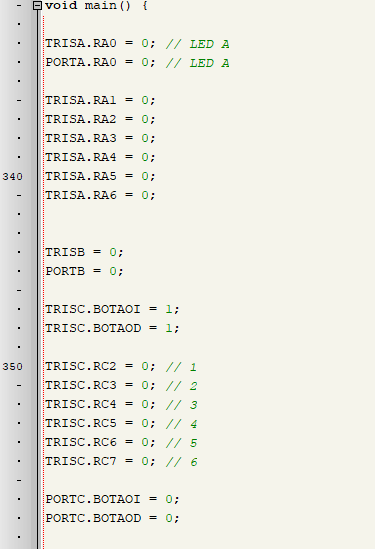 void main() {
TRISA.RA0 = 0; // LED A
PORTA.RA0 = 0; // LED A
TRISA.RA1 = 0;
TRISA.RA2 = 0;
TRISA.RA3 = 0;
TRISA.RA4 = 0;
340 TRISA.RA5 = 0;
TRISA.RA6 = 0;
TRISB = 0;
PORTB = 0;
TRISC.BOTAOI = 1;
TRISC.BOTAOD = 1;
350 TRISC.RC2 = 0; // 1
TRISC.RC3 = 0; // 2
TRISC.RC4 = 0; // 3
TRISC.RC5 = 0; // 4
TRISC.RC6 = 0; // 5
TRISC.RC7 = 0; // 6
PORTC.BOTAOI = 0;
PORTC.BOTAOD = 0;